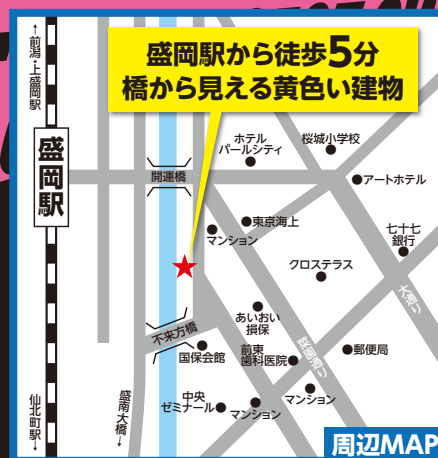 盛岡駅から徒歩5分
橋から見える黄色い建物
↑前潟・上盛岡駅
盛岡駅
仙北町駅↓
開運橋
ホテル
パールシティ
桜城小学校
アートホテル
東京海上
マンション
七十七
銀行
クロステラス
大通り
あいおい
損保
菜園通り
不来方橋
国保会館
前東
歯科医院
郵便局
盛南大橋↓
中央
ゼミナール
マンション
マンション
周辺MAP